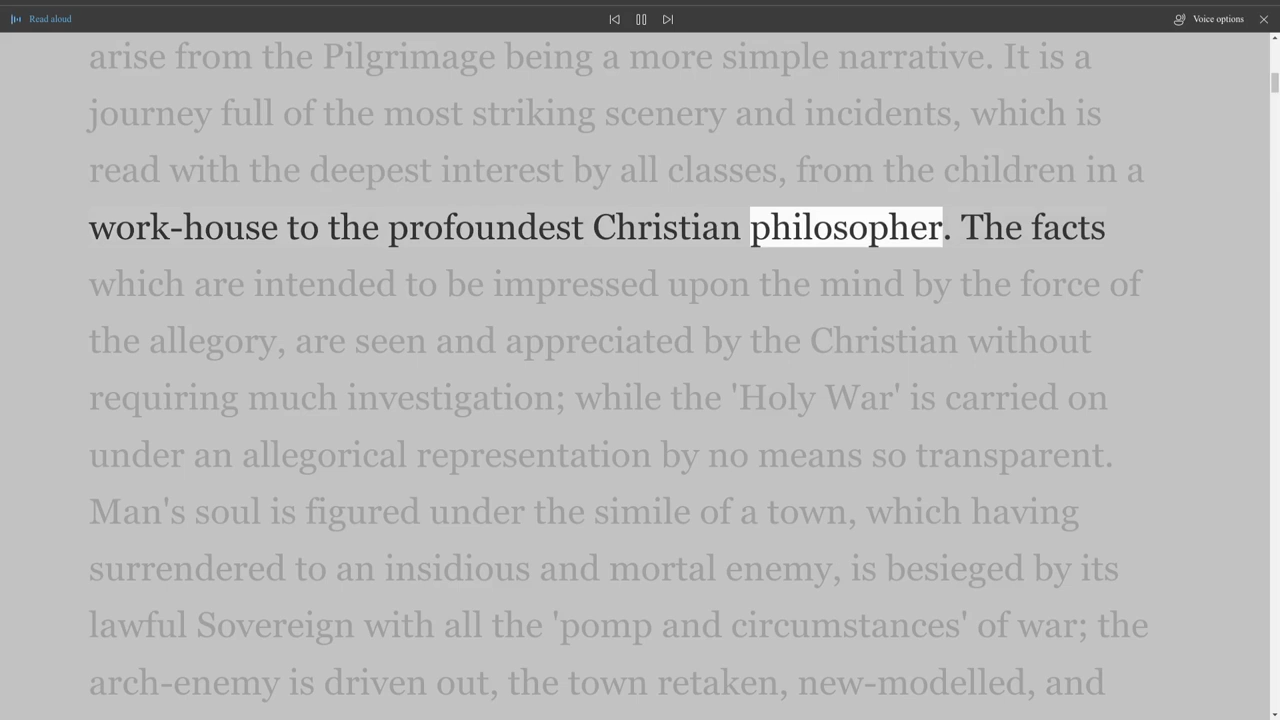 Read aloud
Voice options
arise from the Pilgrimage being a more simple narrative. It is a
journey full of the most striking scenery and incidents, which is
read with the deepest interest by all classes, from the children in a
work-house to the profoundest Christian philosopher. The facts
which are intended to be impressed upon the mind by the force of
the allegory, are seen and appreciated by the Christian without
requiring much investigation; while the 'Holy War' is carried on
under an allegorical representation by no means so transparent.
Man's soul is figured under the simile of a town, which having
surrendered to an insidious and mortal enemy, is besieged by its
lawful Sovereign with all the 'pomp and circumstances' of war; the
arch-enemy is driven out, the town retaken, new-modelled, and